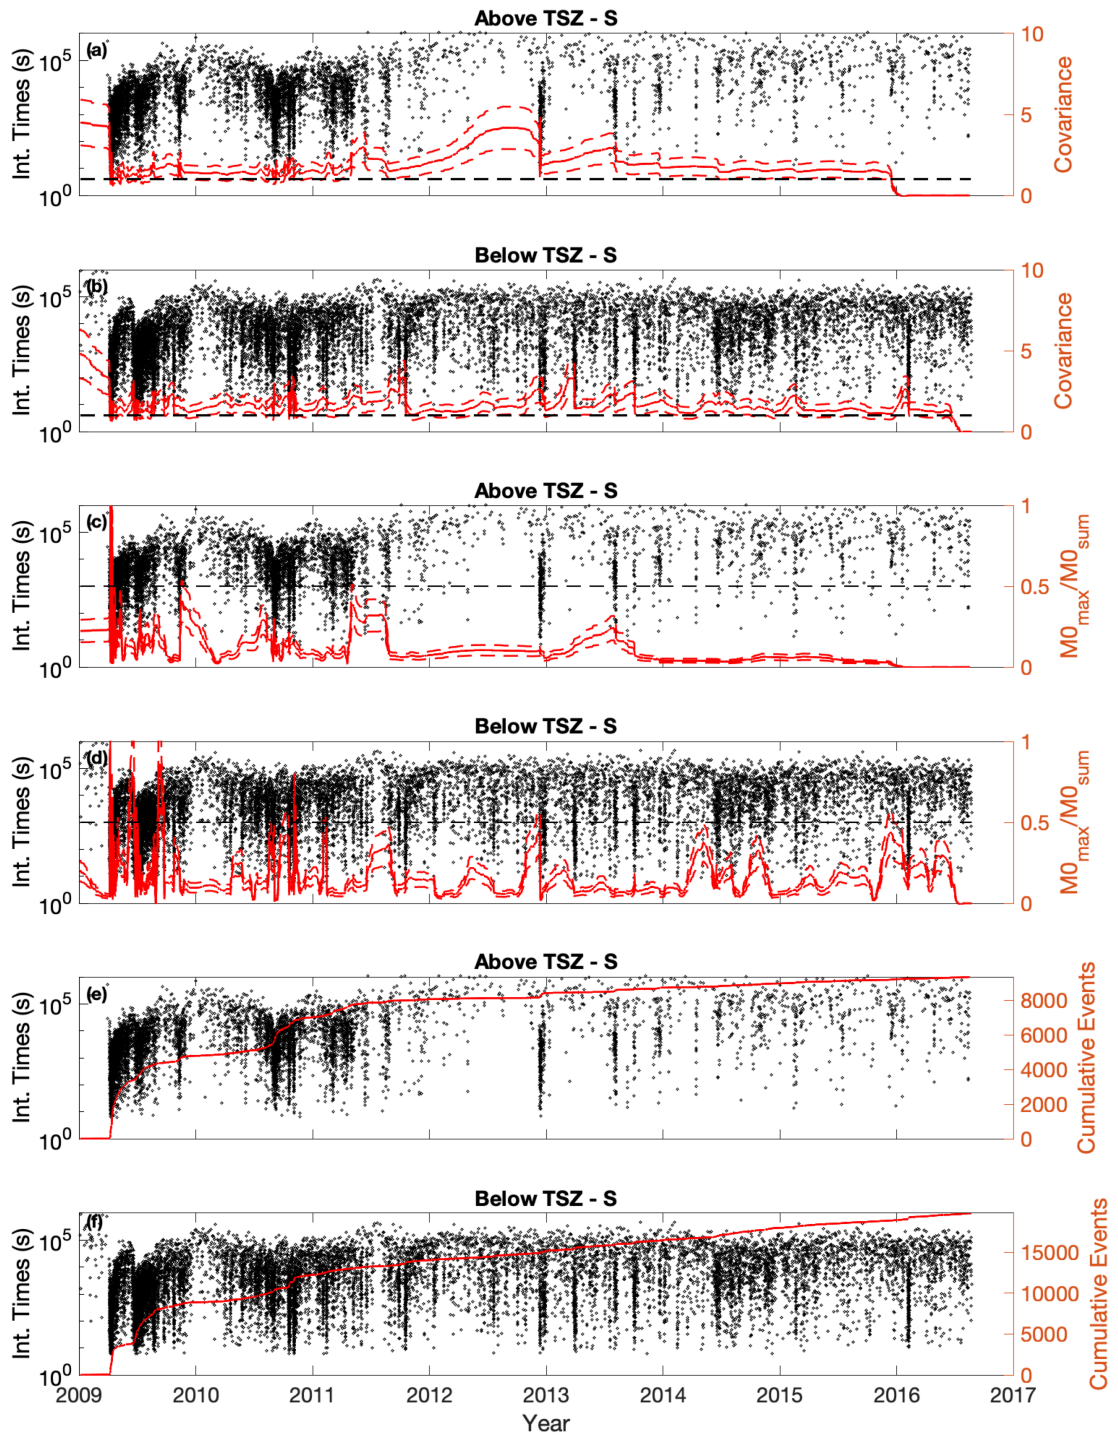 Above TSZ - S
(a)
Int. Times (s)
10^5
10^0
10
5
0
Covariance
Below TSZ - S
(b)
Int. Times (s)
10^5
10^0
10
5
0
Covariance
Above TSZ - S
(c)
Int. Times (s)
10^5
10^0
1
0.5
0
M0_max/M0_sum
Below TSZ - S
(d)
Int. Times (s)
10^5
10^0
1
0.5
0
M0_max/M0_sum
Above TSZ - S
(e)
Int. Times (s)
10^5
10^0
8000
6000
4000
2000
0
Cumulative Events
Below TSZ - S
(f)
Int. Times (s)
10^5
10^0
15000
10000
5000
0
Cumulative Events
2009 2010 2011 2012 2013 2014 2015 2016 2017
Year